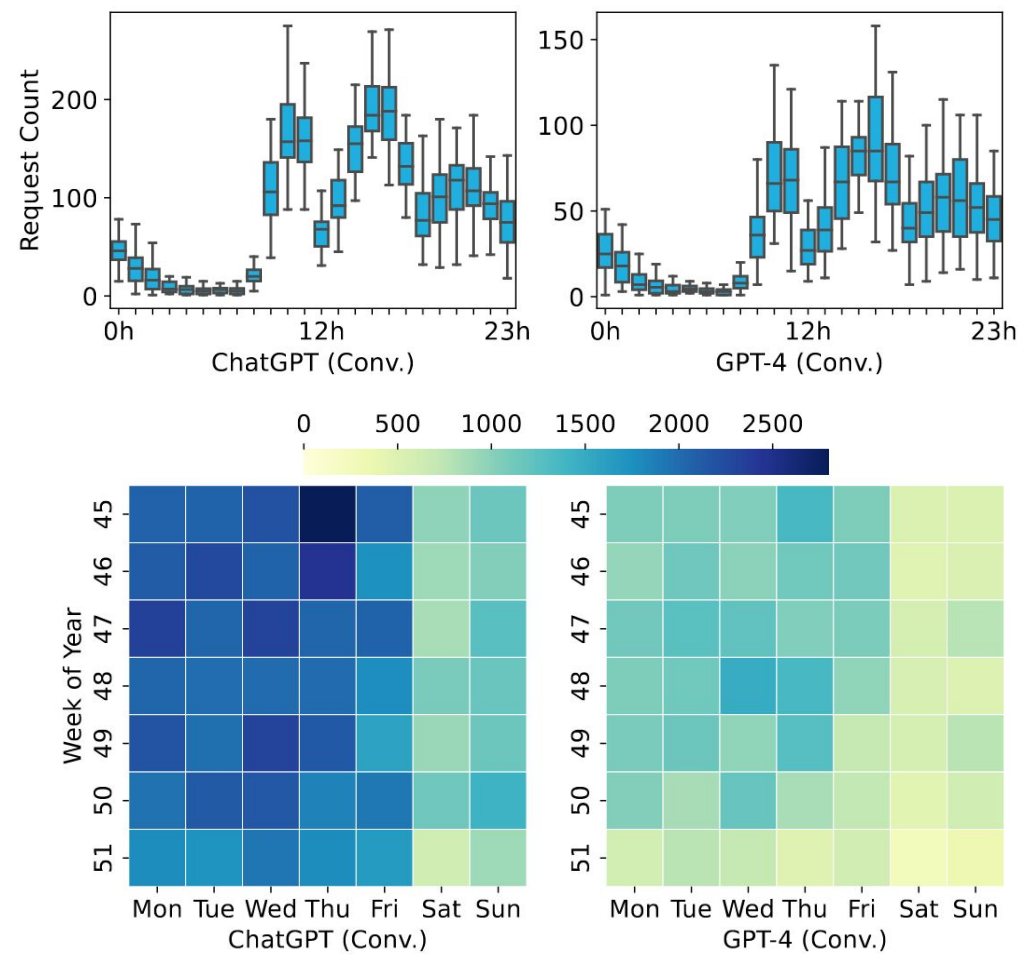 Request Count
200
100
0
0h 12h 23h
ChatGPT (Conv.)
150
100
50
0
0h 12h 23h
GPT-4 (Conv.)
0 500 1000 1500 2000 2500
Week of Year
45
46
47
48
49
50
51
Mon Tue Wed Thu Fri Sat Sun
ChatGPT (Conv.)
45
46
47
48
49
50
51
Mon Tue Wed Thu Fri Sat Sun
GPT-4 (Conv.)